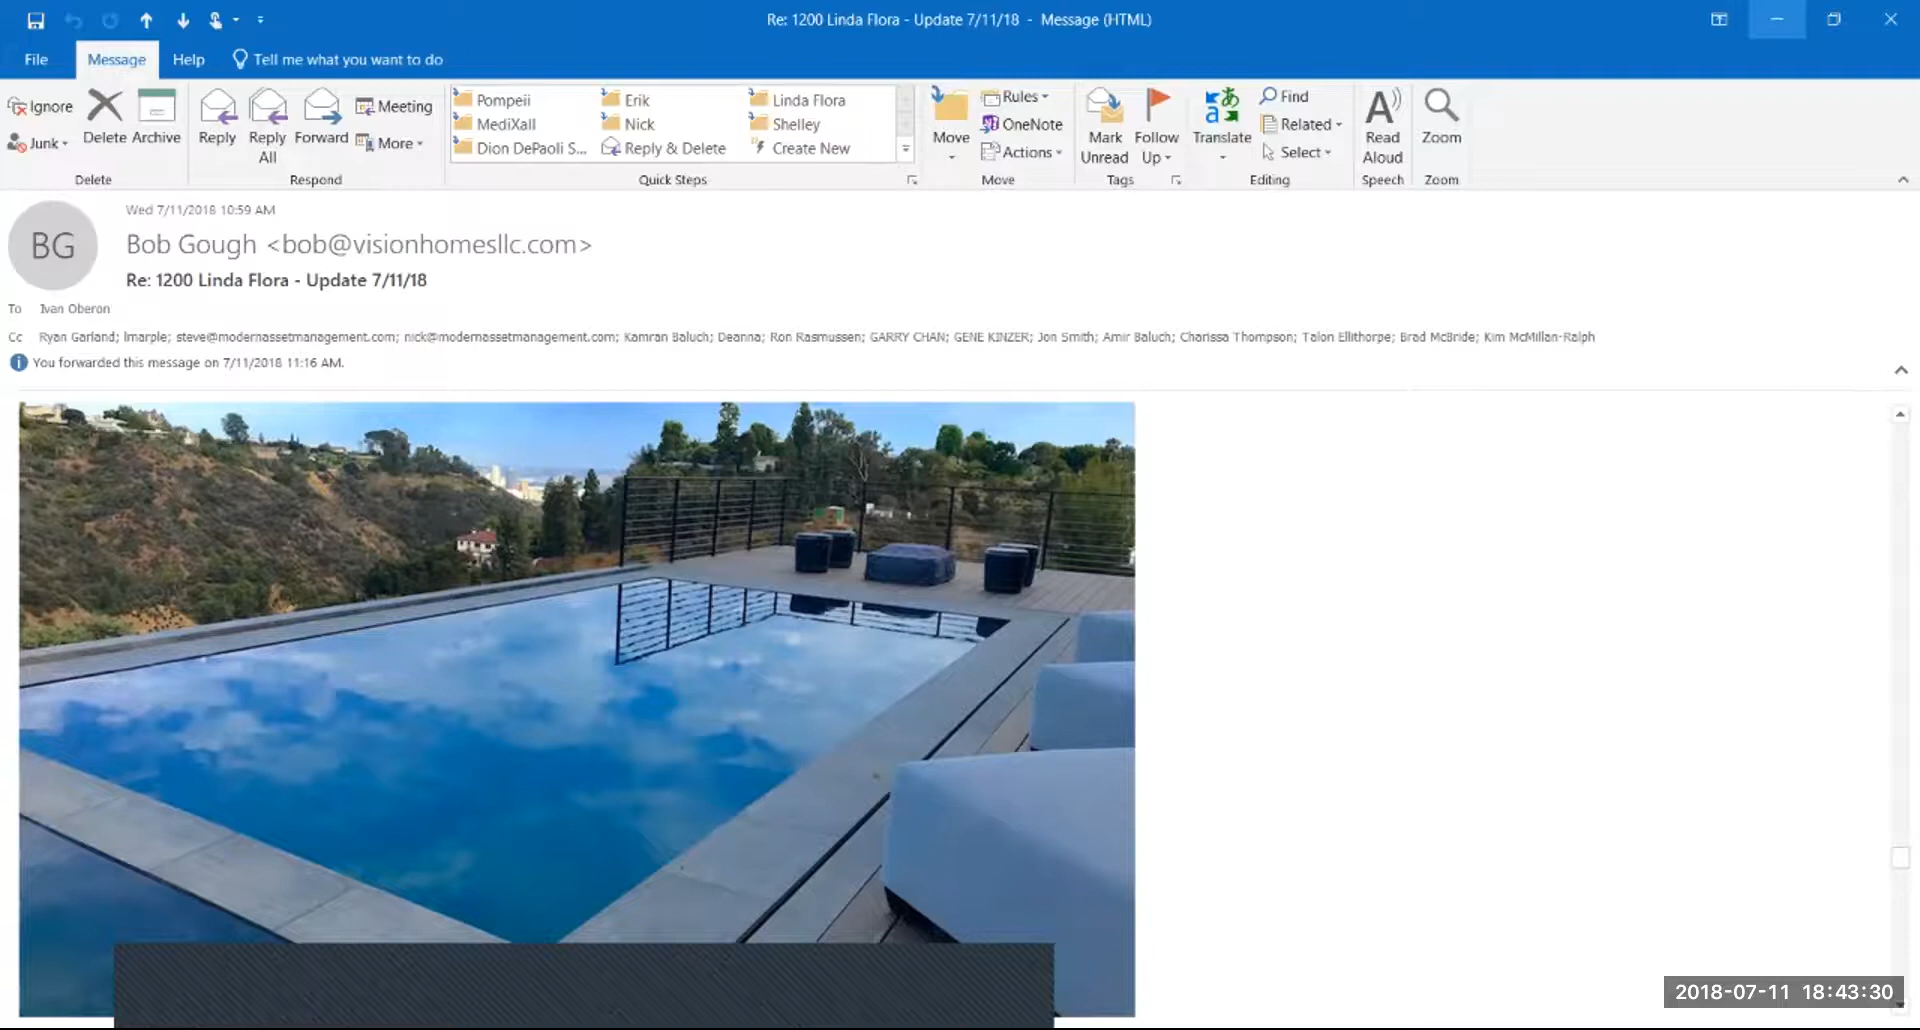 Re: 1200 Linda Flora - Update 7/11/18 - Message (HTML)
File Message Help Tell me what you want to do
Ignore
Junk
Delete
Archive
Delete
Reply
Reply All
Forward
Meeting
More
Respond
Pompeii Erik Linda Flora
MediXall Nick Shelley
Dion DePaoli S... Reply & Delete Create New
Quick Steps
Move
Rules
OneNote
Actions
Move
Mark Unread
Follow Up
Tags
Translate
Find
Related
Select
Editing
Read Aloud
Speech
Zoom
Zoom
Wed 7/11/2018 10:59 AM
BG
Bob Gough <bob@visionhomesllc.com>
Re: 1200 Linda Flora - Update 7/11/18
To Ivan Oberon
Cc Ryan Garland; lmarple; steve@modernassetmanagement.com; nick@modernassetmanagement.com; Kamran Baluch; Deanna; Ron Rasmussen; GARRY CHAN; GENE KINZER; Jon Smith; Amir Baluch; Charissa Thompson; Talon Ellithorpe; Brad McBride; Kim McMillan-Ralph
You forwarded this message on 7/11/2018 11:16 AM.
2018-07-11 18:43:30